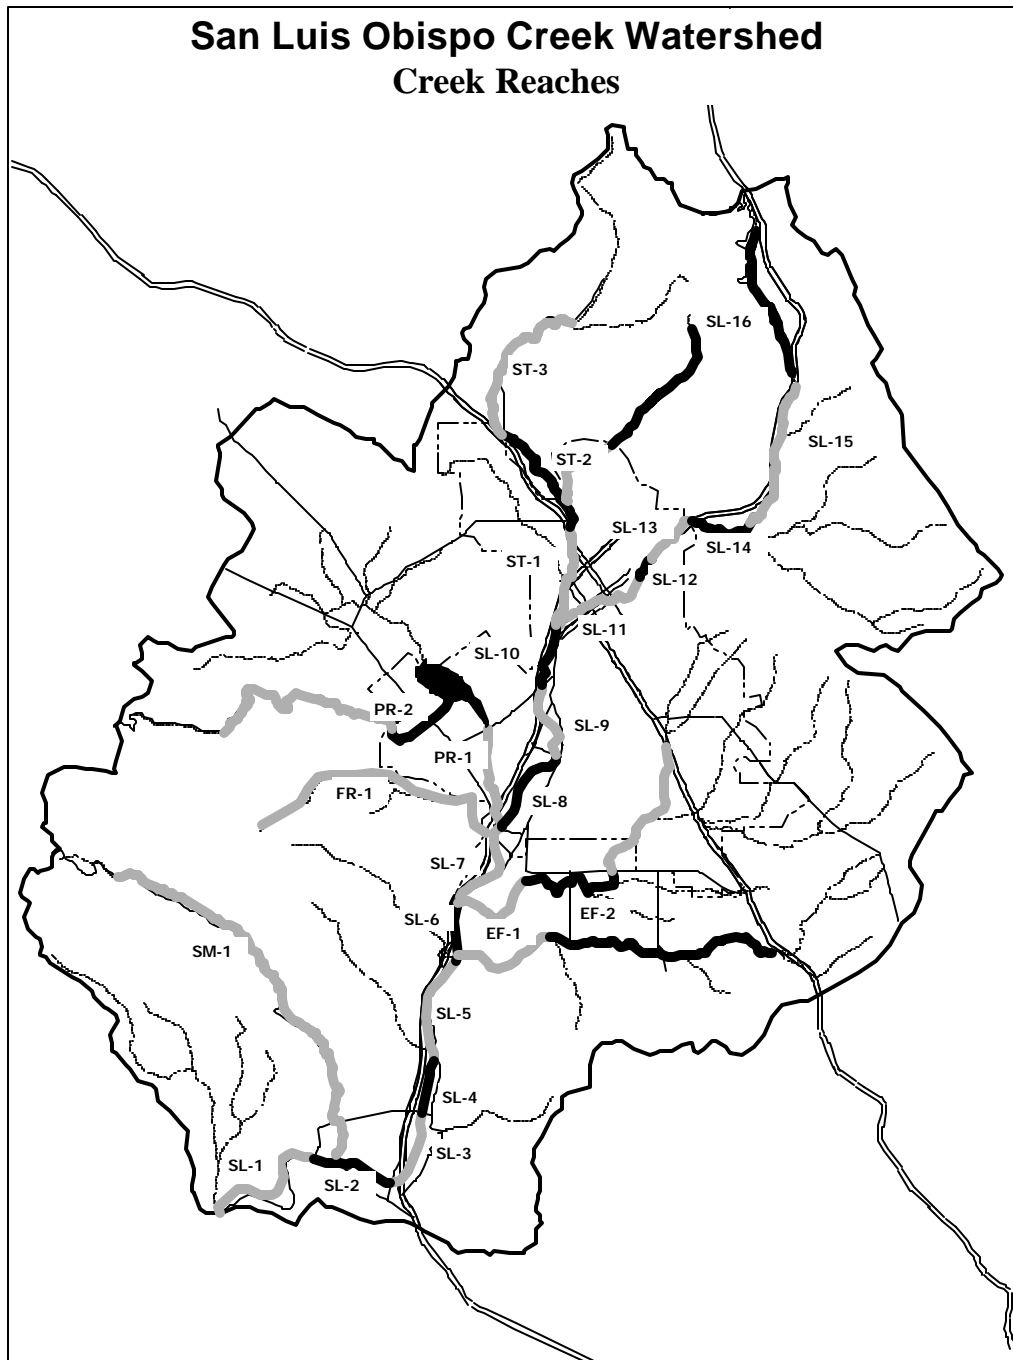 San Luis Obispo Creek Watershed
Creek Reaches
SL-16
ST-3
SL-15
ST-2
SL-13
SL-14
ST-1
SL-12
SL-11
SL-10
PR-2
SL-9
PR-1
FR-1
SL-8
SL-7
SL-6
EF-2
EF-1
SM-1
SL-5
SL-4
SL-3
SL-1
SL-2